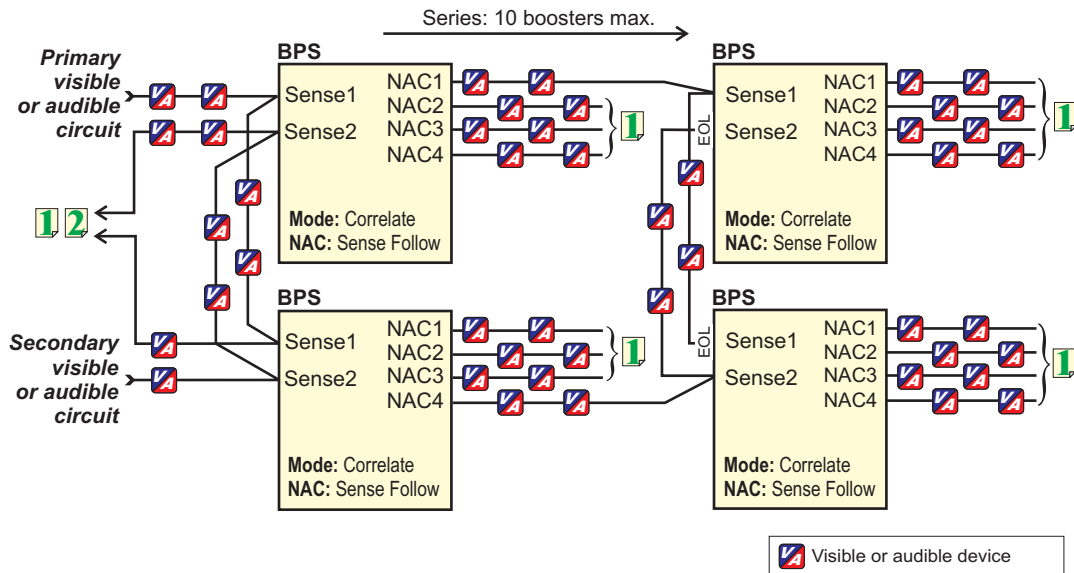 Series: 10 boosters max.
Primary
visible
or audible
circuit
BPS
Sense1
Sense2
NAC1
NAC2
NAC3
NAC4
Mode: Correlate
NAC: Sense Follow
1
BPS
Sense1
Sense2
EOL
NAC1
NAC2
NAC3
NAC4
Mode: Correlate
NAC: Sense Follow
1
1 2
Secondary
visible
or audible
circuit
BPS
Sense1
Sense2
NAC1
NAC2
NAC3
NAC4
Mode: Correlate
NAC: Sense Follow
1
BPS
Sense1
Sense2
EOL
NAC1
NAC2
NAC3
NAC4
Mode: Correlate
NAC: Sense Follow
1
VA Visible or audible device